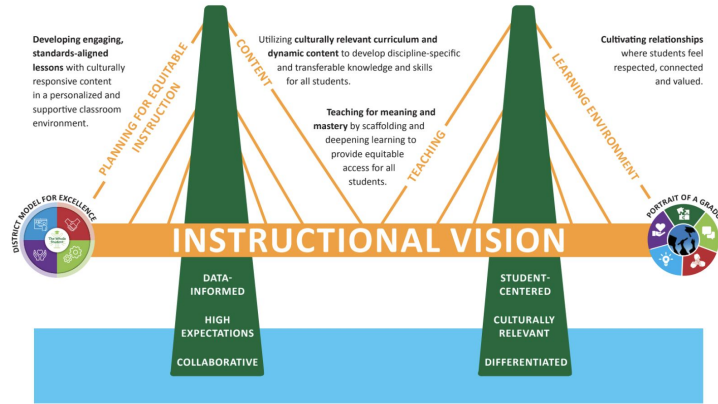 Developing engaging,
standards-aligned
lessons with culturally
responsive content
in a personalized and
supportive classroom
environment.
PLANNING FOR EQUITABLE
INSTRUCTION
CONTENT
Utilizing culturally relevant curriculum and
dynamic content to develop discipline-specific
and transferable knowledge and skills
for all students.
Teaching for meaning and
mastery by scaffolding and
deepening learning to
provide equitable
access for all
students.
TEACHING
LEARNING ENVIRONMENT
Cultivating relationships
where students feel
respected, connected
and valued.
DISTRICT MODEL FOR EXCELLENCE
The Whole
Student
INSTRUCTIONAL VISION
PORTRAIT OF A
DATA-
INFORMED
HIGH
EXPECTATIONS
COLLABORATIVE
STUDENT-
CENTERED
CULTURALLY
RELEVANT
DIFFERENTIATED